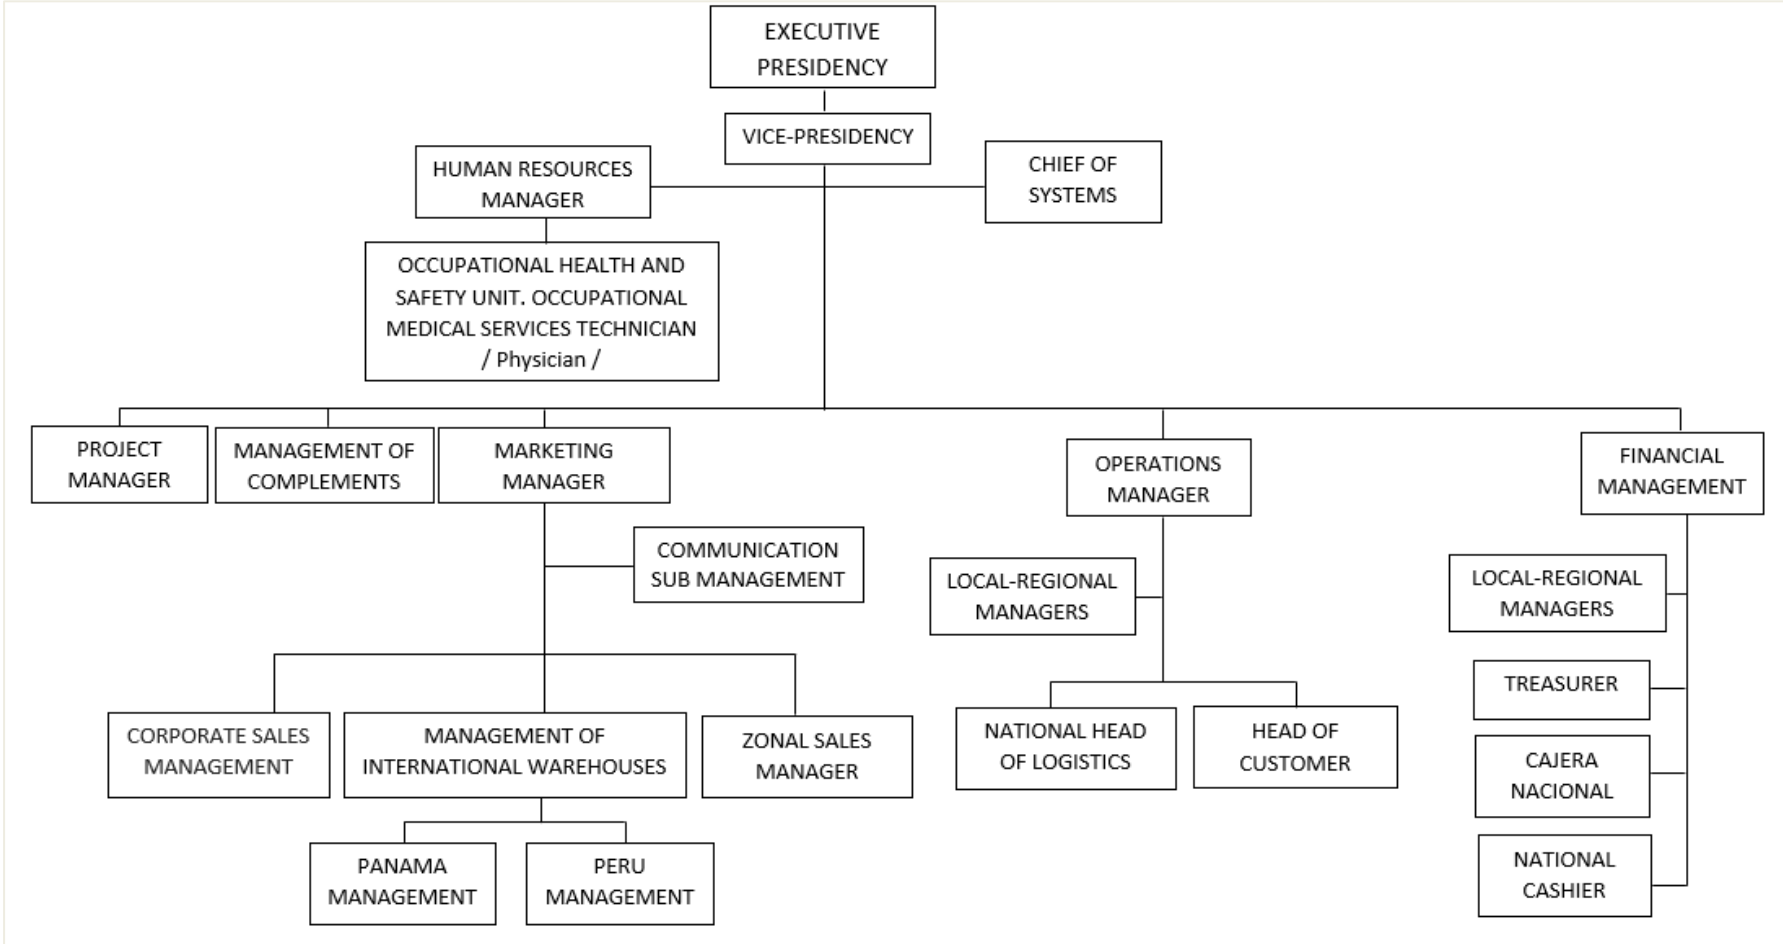 EXECUTIVE
PRESIDENCY
VICE-PRESIDENCY
HUMAN RESOURCES
MANAGER
CHIEF OF
SYSTEMS
OCCUPATIONAL HEALTH AND
SAFETY UNIT. OCCUPATIONAL
MEDICAL SERVICES TECHNICIAN
/ Physician /
PROJECT
MANAGER
MANAGEMENT OF
COMPLEMENTS
MARKETING
MANAGER
OPERATIONS
MANAGER
FINANCIAL
MANAGEMENT
COMMUNICATION
SUB MANAGEMENT
LOCAL-REGIONAL
MANAGERS
LOCAL-REGIONAL
MANAGERS
TREASURER
CORPORATE SALES
MANAGEMENT
MANAGEMENT OF
INTERNATIONAL WAREHOUSES
ZONAL SALES
MANAGER
NATIONAL HEAD
OF LOGISTICS
HEAD OF
CUSTOMER
CAJERA
NACIONAL
PANAMA
MANAGEMENT
PERU
MANAGEMENT
NATIONAL
CASHIER